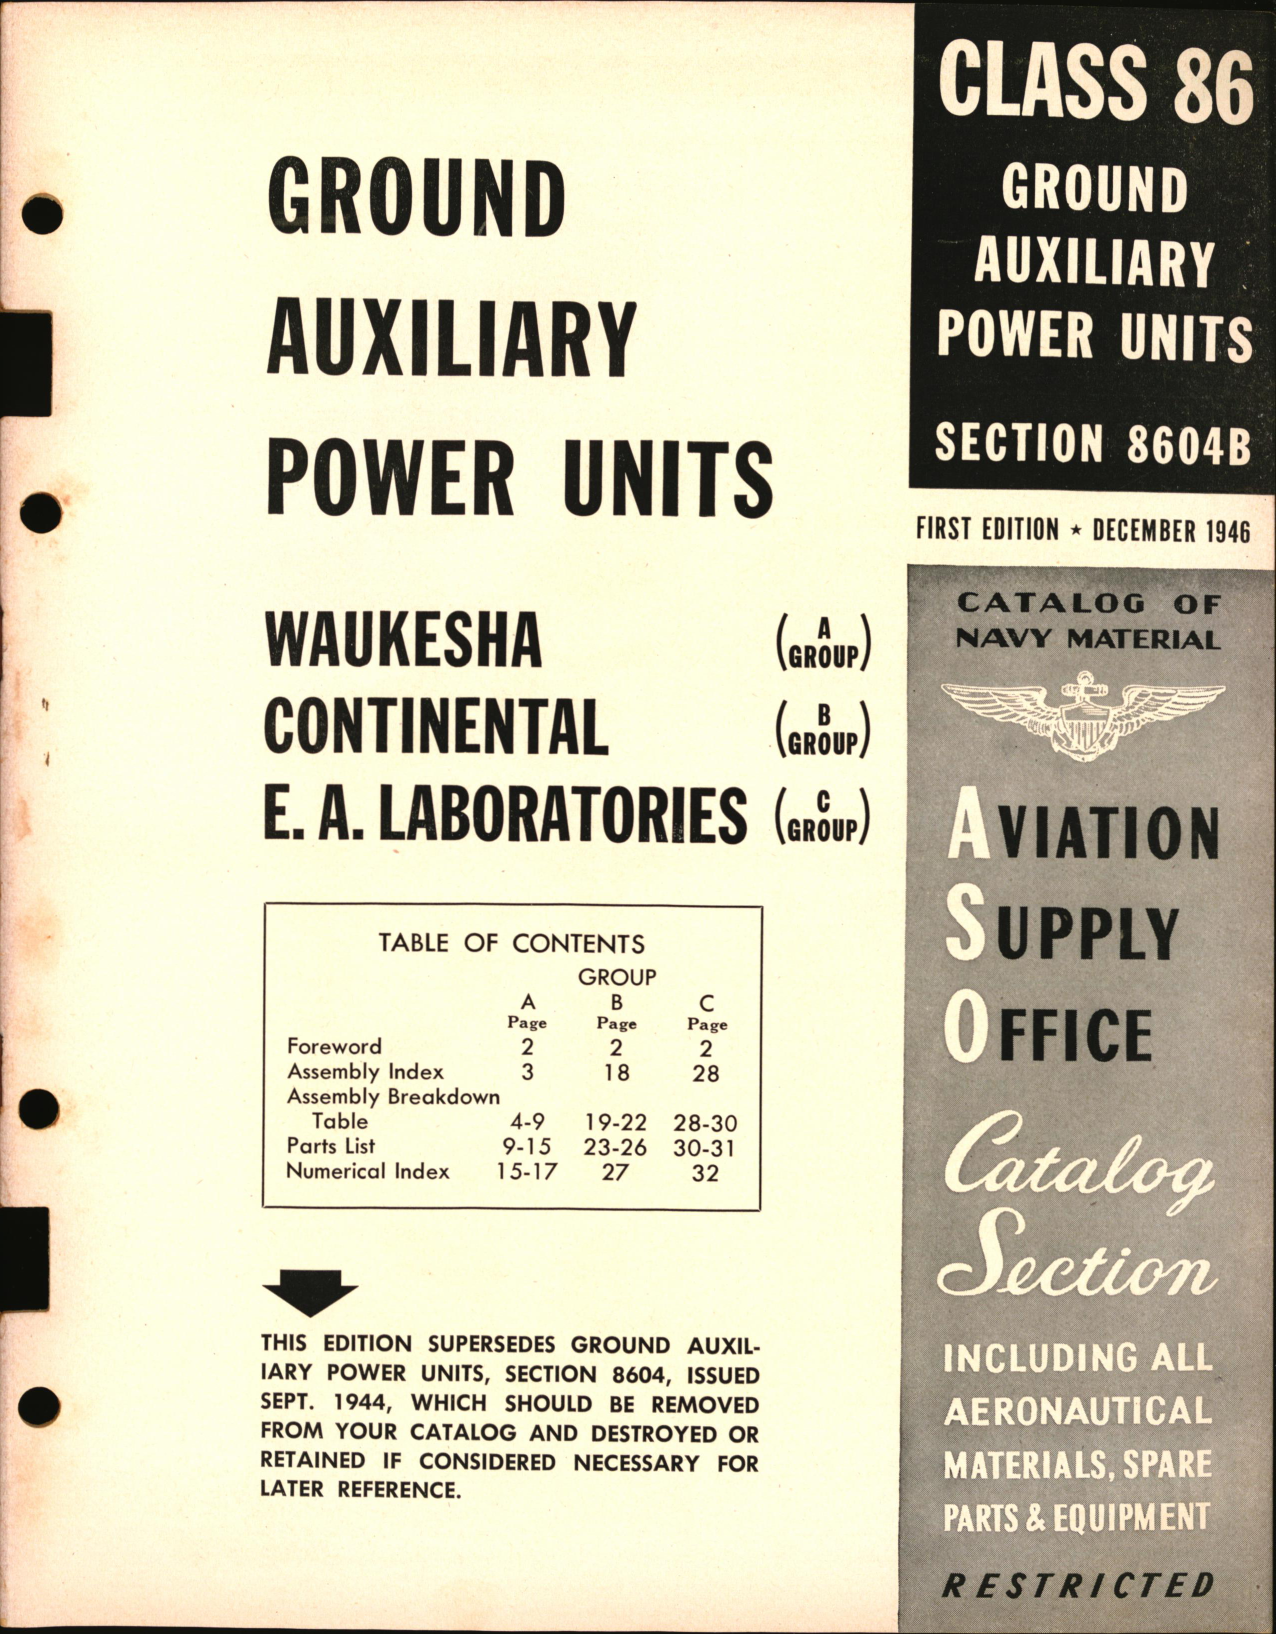 GROUND
AUXILIARY
POWER UNITS
WAUKESHA (A GROUP)
CONTINENTAL (B GROUP)
E. A. LABORATORIES (C GROUP)
TABLE OF CONTENTS
GROUP
A B C
Page Page Page
Foreword 2 2 2
Assembly Index 3 18 28
Assembly Breakdown
Table 4-9 19-22 28-30
Parts List 9-15 23-26 30-31
Numerical Index 15-17 27 32
THIS EDITION SUPERSEDES GROUND AUXIL-
IARY POWER UNITS, SECTION 8604, ISSUED
SEPT. 1944, WHICH SHOULD BE REMOVED
FROM YOUR CATALOG AND DESTROYED OR
RETAINED IF CONSIDERED NECESSARY FOR
LATER REFERENCE.
CLASS 86
GROUND
AUXILIARY
POWER UNITS
SECTION 8604B
FIRST EDITION ★ DECEMBER 1946
CATALOG OF
NAVY MATERIAL
AVIATION
SUPPLY
OFFICE
Catalog
Section
INCLUDING ALL
AERONAUTICAL
MATERIALS, SPARE
PARTS & EQUIPMENT
RESTRICTED